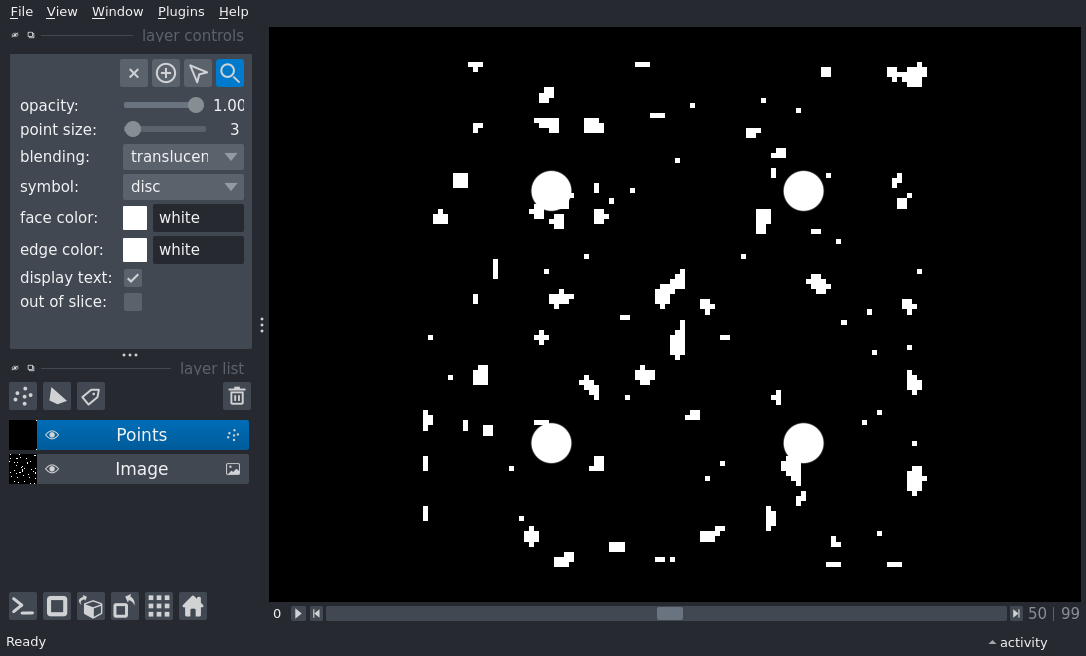 File View Window Plugins Help
layer controls
opacity: 1.00
point size: 3
blending: translucen
symbol: disc
face color: white
edge color: white
display text:
out of slice:
layer list
Points
Image
0 50 | 99
Ready activity